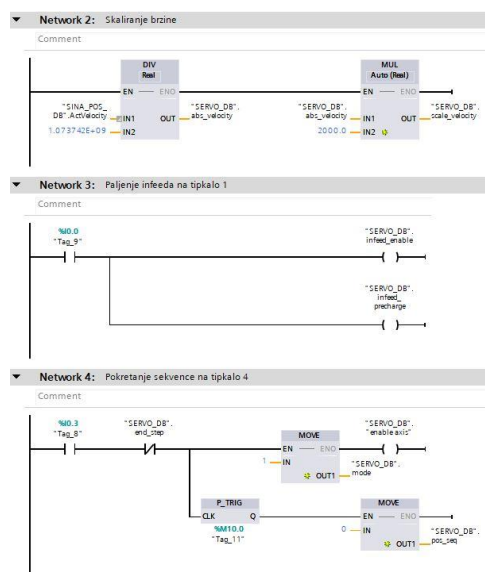 Network 2: Skaliranje brzine
Comment
DIV
Real
MUL
Auto (Real)
EN ENO
EN ENO
"SINA_POS_
DB".ActVelocity
IN1
OUT
"SERVO_DB".
abs_velocity
"SERVO_DB".
abs_velocity
IN1
OUT
"SERVO_DB".
scale_velocity
1.073742E+09
IN2
2000.0
IN2
Network 3: Paljenje infeeda na tipkalo 1
Comment
%I0.0
"Tag_9"
"SERVO_DB".
infeed_enable
"SERVO_DB".
infeed_
precharge
Network 4: Pokretanje sekvence na tipkalo 4
Comment
%I0.3
"Tag_8"
"SERVO_DB".
end_step
MOVE
"SERVO_DB".
"enable axis"
EN ENO
1
IN
OUT1
"SERVO_DB".
mode
P_TRIG
CLK Q
%M10.0
"Tag_11"
MOVE
EN ENO
0
IN
OUT1
"SERVO_DB".
pos_seq